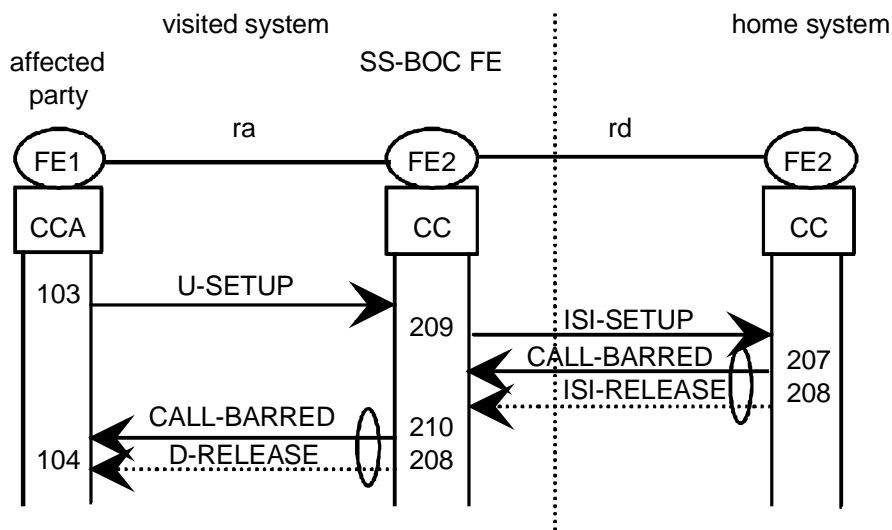 visited system
home system
affected
party
SS-BOC FE
ra
rd
FE1
FE2
FE2
CCA
CC
CC
103
U-SETUP
209
ISI-SETUP
CALL-BARRED
207
ISI-RELEASE
208
CALL-BARRED
210
104
D-RELEASE
208